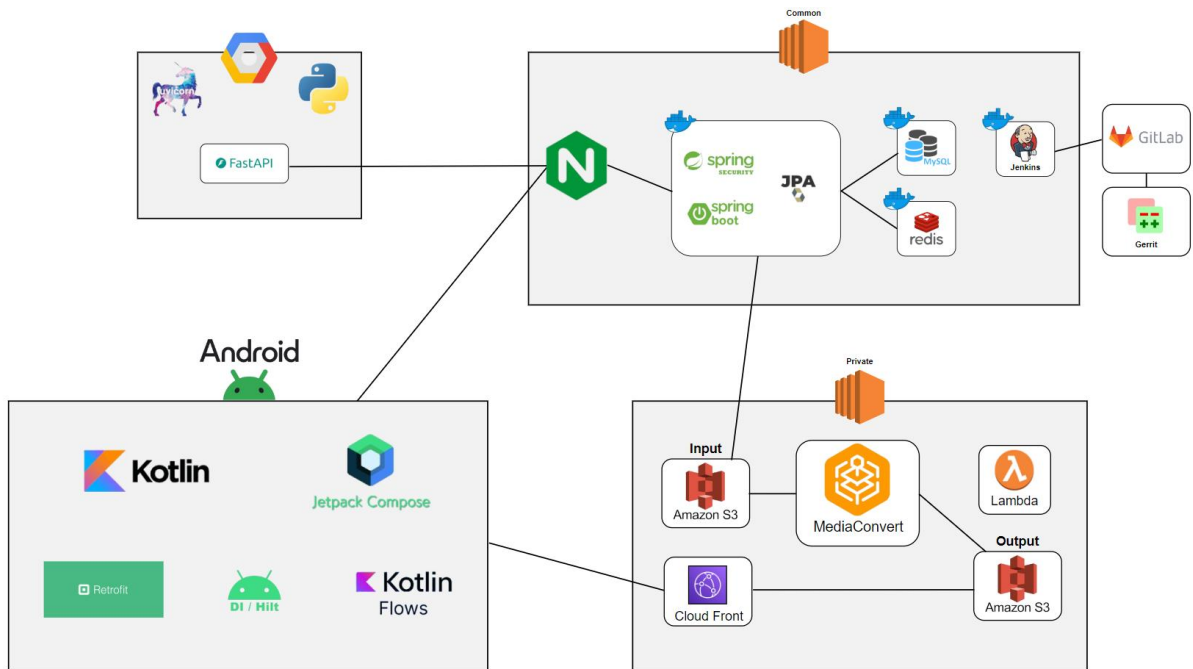 Common
uvicorn
FastAPI
N
spring
SECURITY
spring
boot
JPA
MySQL
redis
Jenkins
GitLab
Gerrit
Android
Kotlin
Jetpack Compose
Retrofit
DI / Hilt
Kotlin
Flows
Private
Input
Amazon S3
MediaConvert
λ
Lambda
Cloud Front
Output
Amazon S3